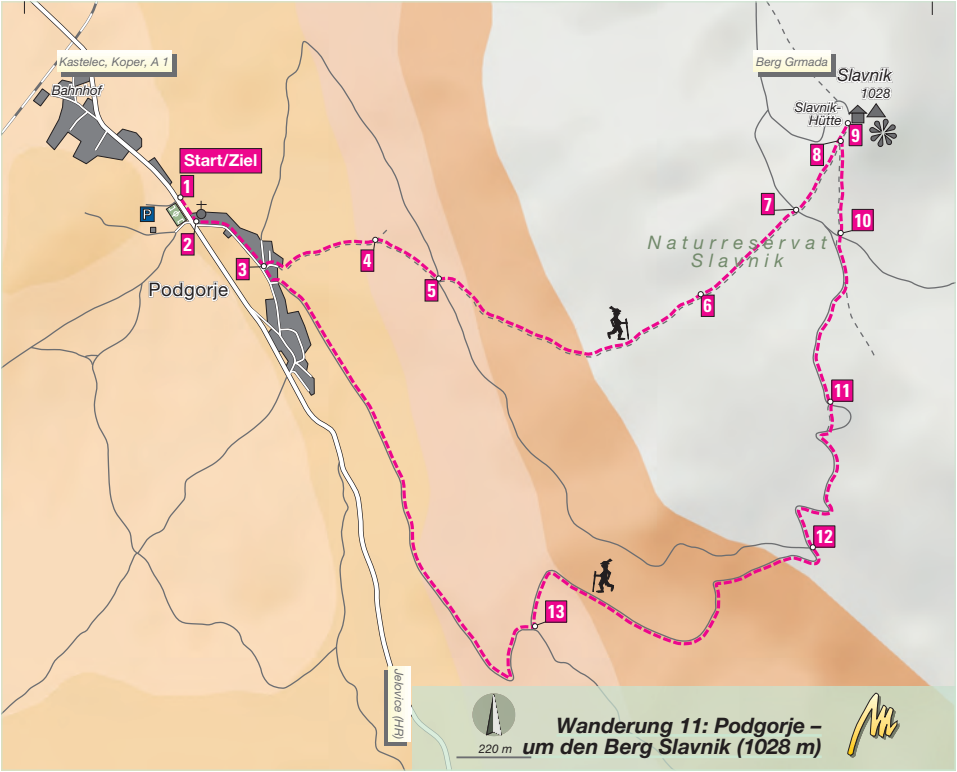 Kastelec, Koper, A 1
Bahnhof
Berg Grmada
Slavnik
1028
Slavnik-
Hütte
9
8
Start/Ziel
1
P
2
7
10
3
4
Naturreservat
Slavnik
5
Podgorje
6
11
12
13
Jelovice (HR)
220 m
Wanderung 11: Podgorje –
um den Berg Slavnik (1028 m)